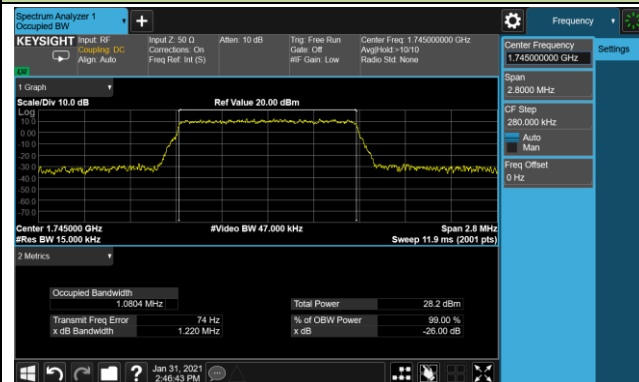 Spectrum Analyzer 1
Occupied BW
Frequency
KEYSIGHT
Input: RF
Coupling: DC
Align: Auto
Input Z: 50 Ω
Corrections: On
Freq Ref: Int (S)
Atten: 10 dB
Trig: Free Run
Gate: Off
#IF Gain: Low
Center Freq: 1.745000000 GHz
Avg|Hold:>10/10
Radio Std: None
Center Frequency
1.745000000 GHz
Settings
Span
2.8000 MHz
CF Step
280.000 kHz
Auto
Man
Freq Offset
0 Hz
1 Graph
Scale/Div 10.0 dB
Ref Value 20.00 dBm
Log
10.0
0.00
-10.0
-20.0
-30.0
-40.0
-50.0
-60.0
-70.0
Center 1.745000 GHz
#Video BW 47.000 kHz
Span 2.8 MHz
#Res BW 15.000 kHz
Sweep 11.9 ms (2001 pts)
2 Metrics
Occupied Bandwidth
1.0804 MHz
Total Power
28.2 dBm
Transmit Freq Error
74 Hz
% of OBW Power
99.00 %
x dB Bandwidth
1.220 MHz
x dB
-26.00 dB
Jan 31, 2021
2:46:43 PM